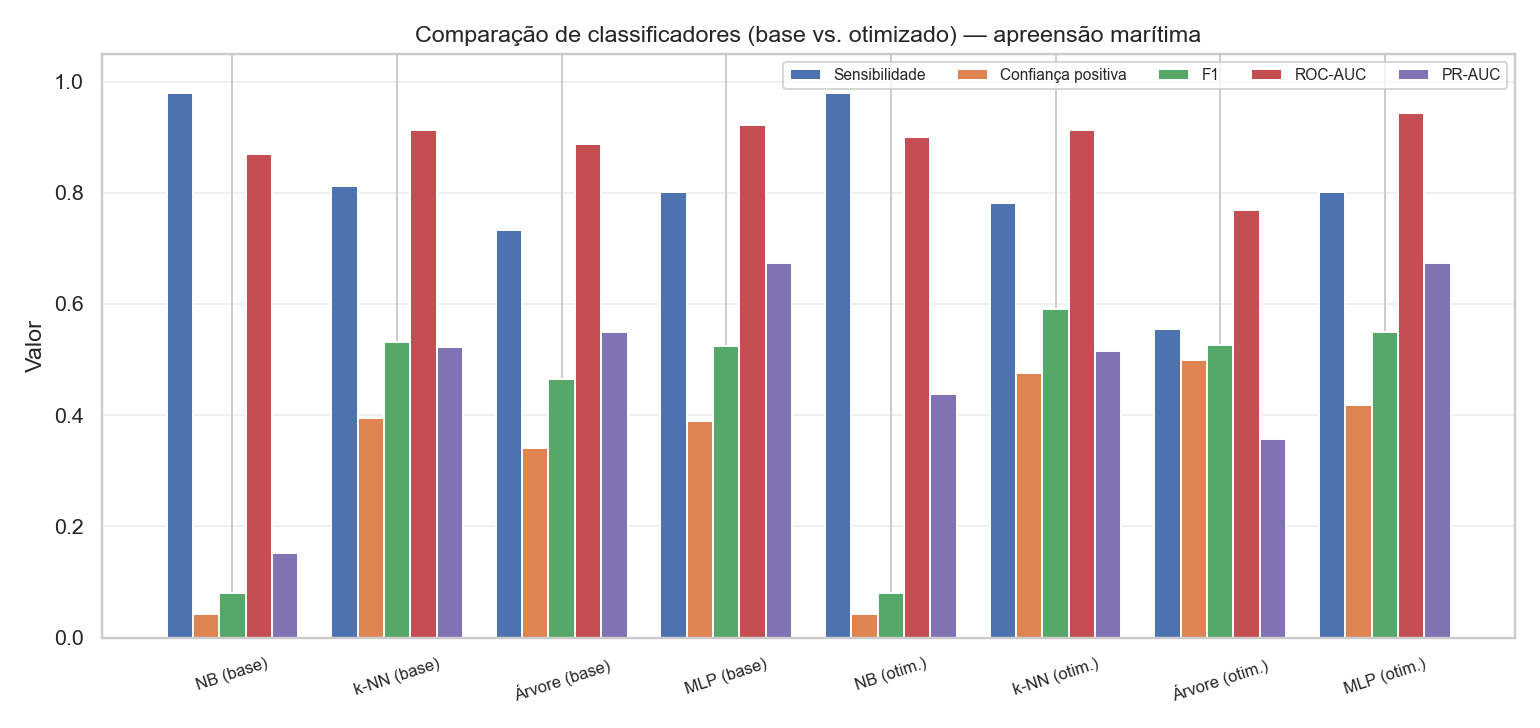 Comparação de classificadores (base vs. otimizado) — apreensão marítima
Sensibilidade Confiança positiva F1 ROC-AUC PR-AUC
Valor
1.0
0.8
0.6
0.4
0.2
0.0
NB (base) k-NN (base) Árvore (base) MLP (base) NB (otim.) k-NN (otim.) Árvore (otim.) MLP (otim.)